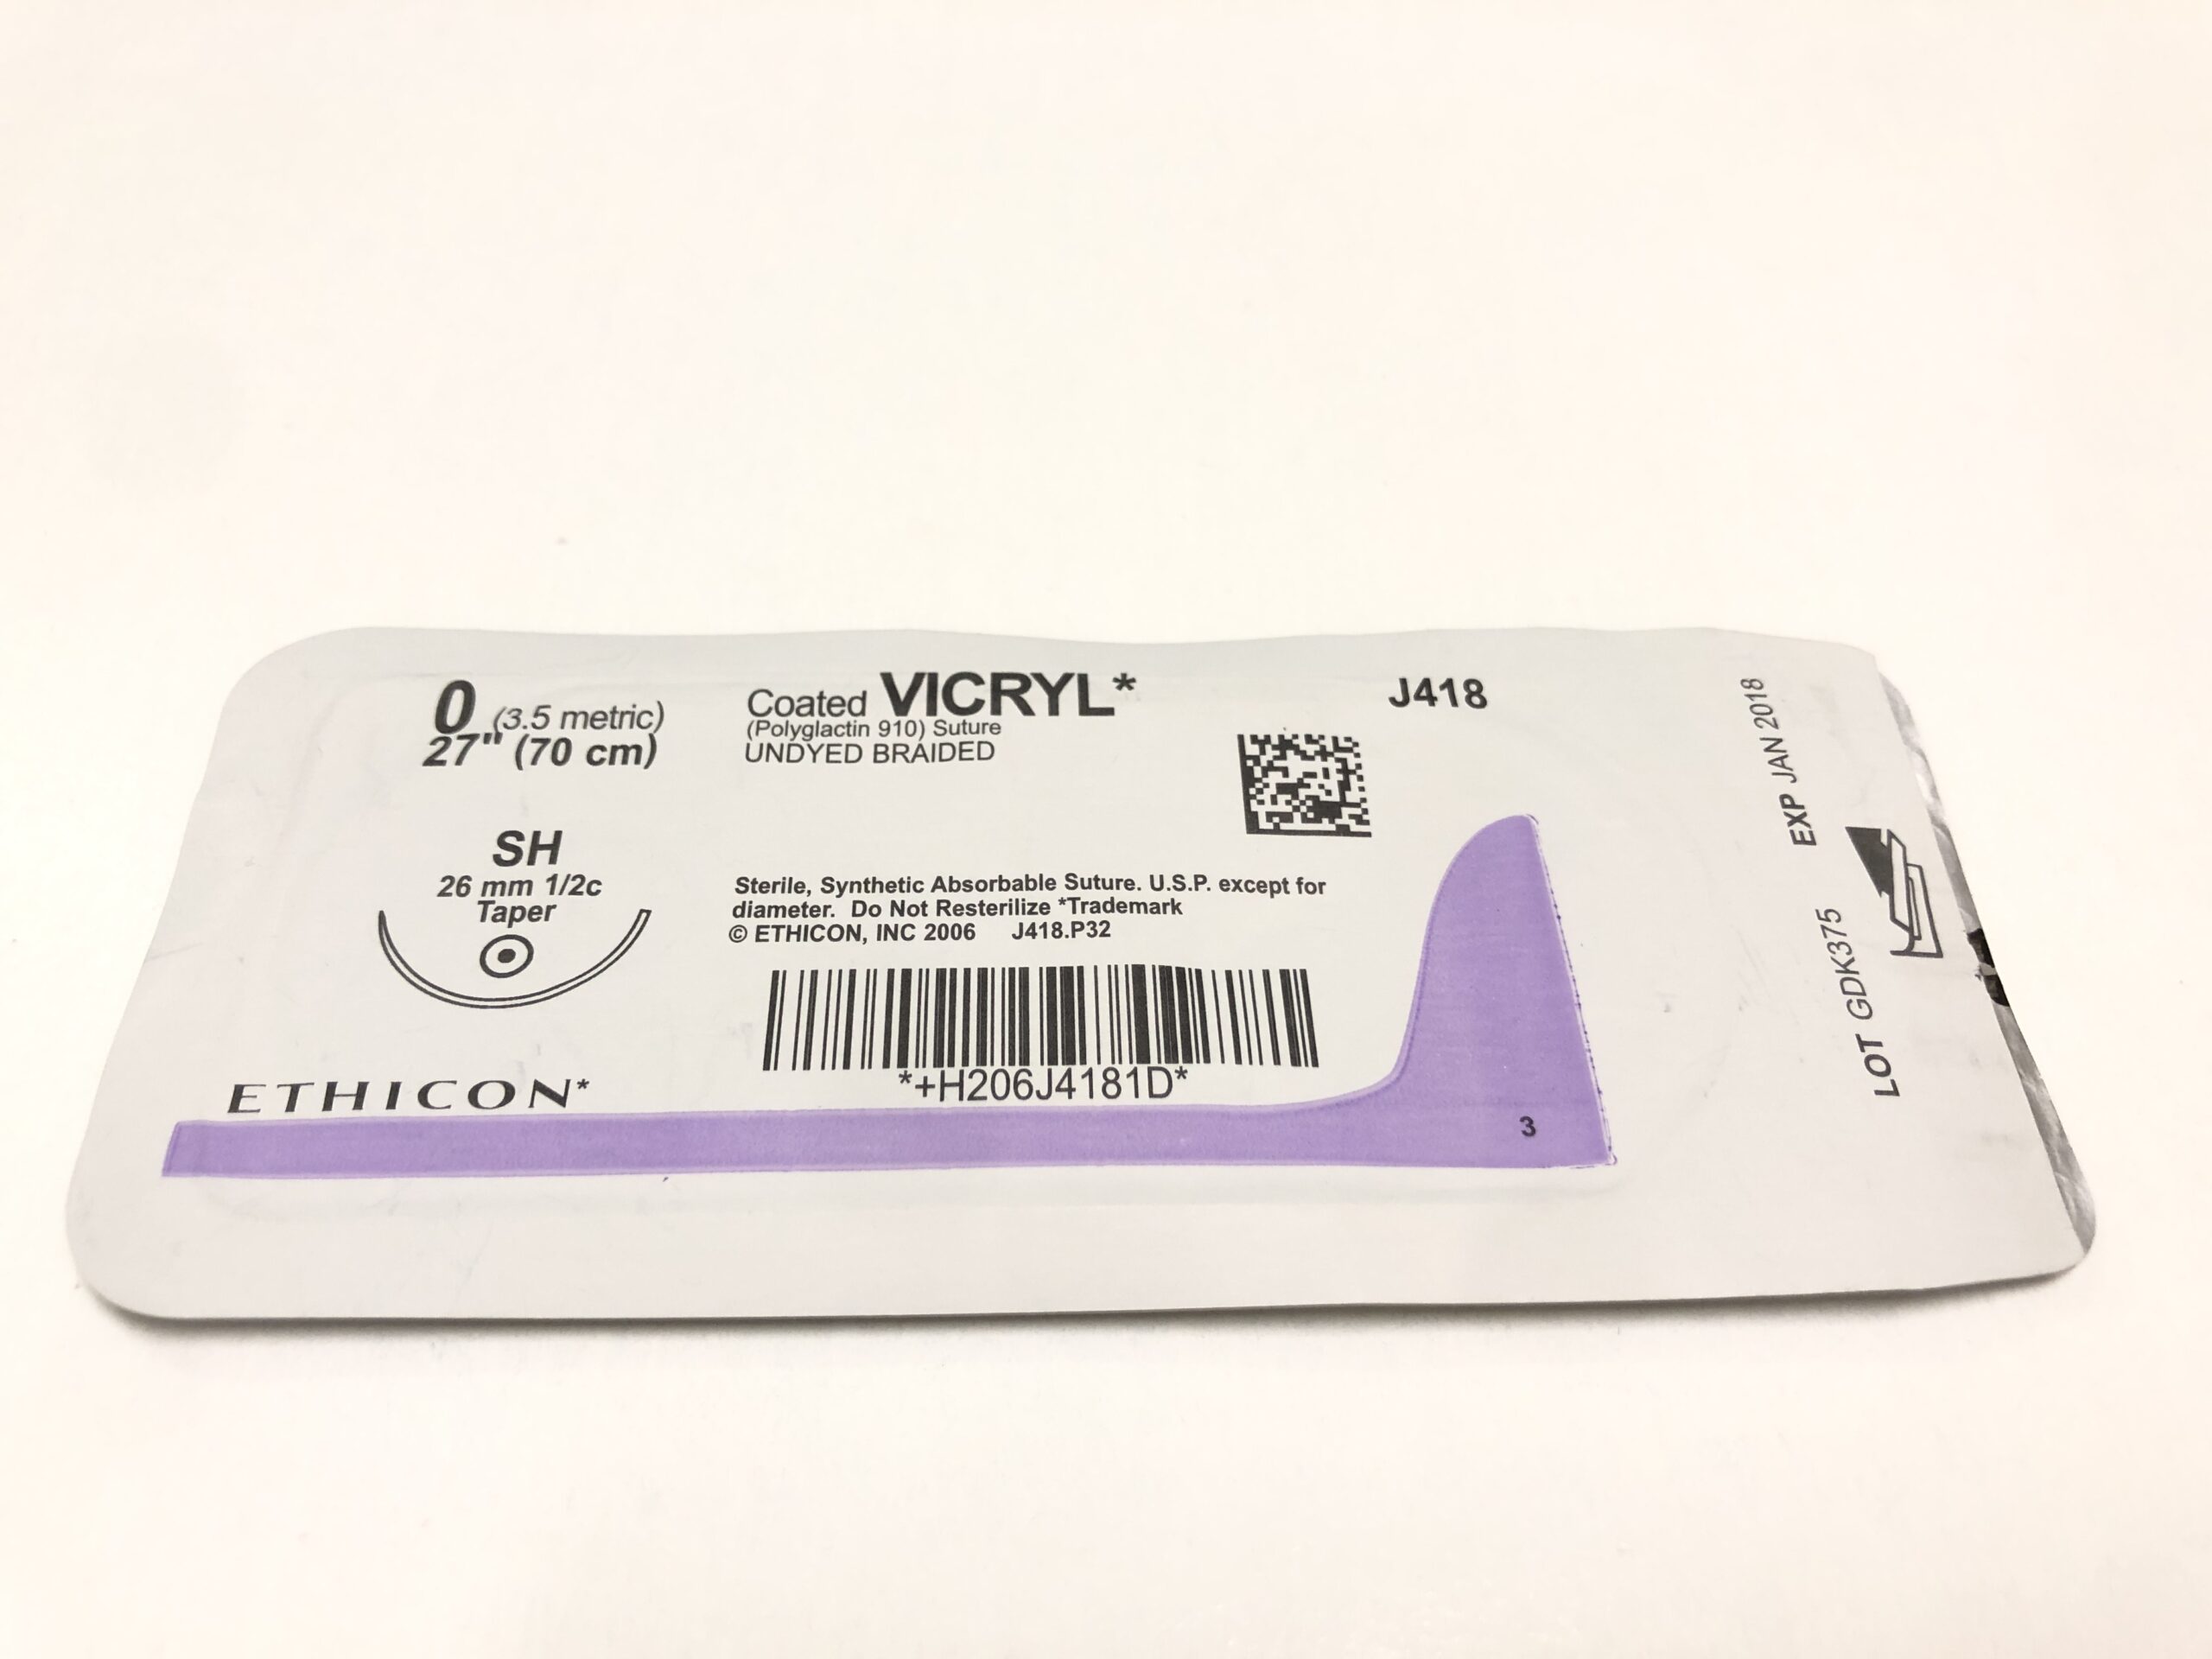 0 (3.5 metric)
27" (70 cm)
Coated VICRYL*
(Polyglactin 910) Suture
UNDYED BRAIDED
J418
SH
26 mm 1/2c
Taper
Sterile, Synthetic Absorbable Suture. U.S.P. except for
diameter. Do Not Resterilize *Trademark
© ETHICON, INC 2006 J418.P32
*+H206J4181D*
ETHICON*
3
LOT GDK375 EXP JAN 2018